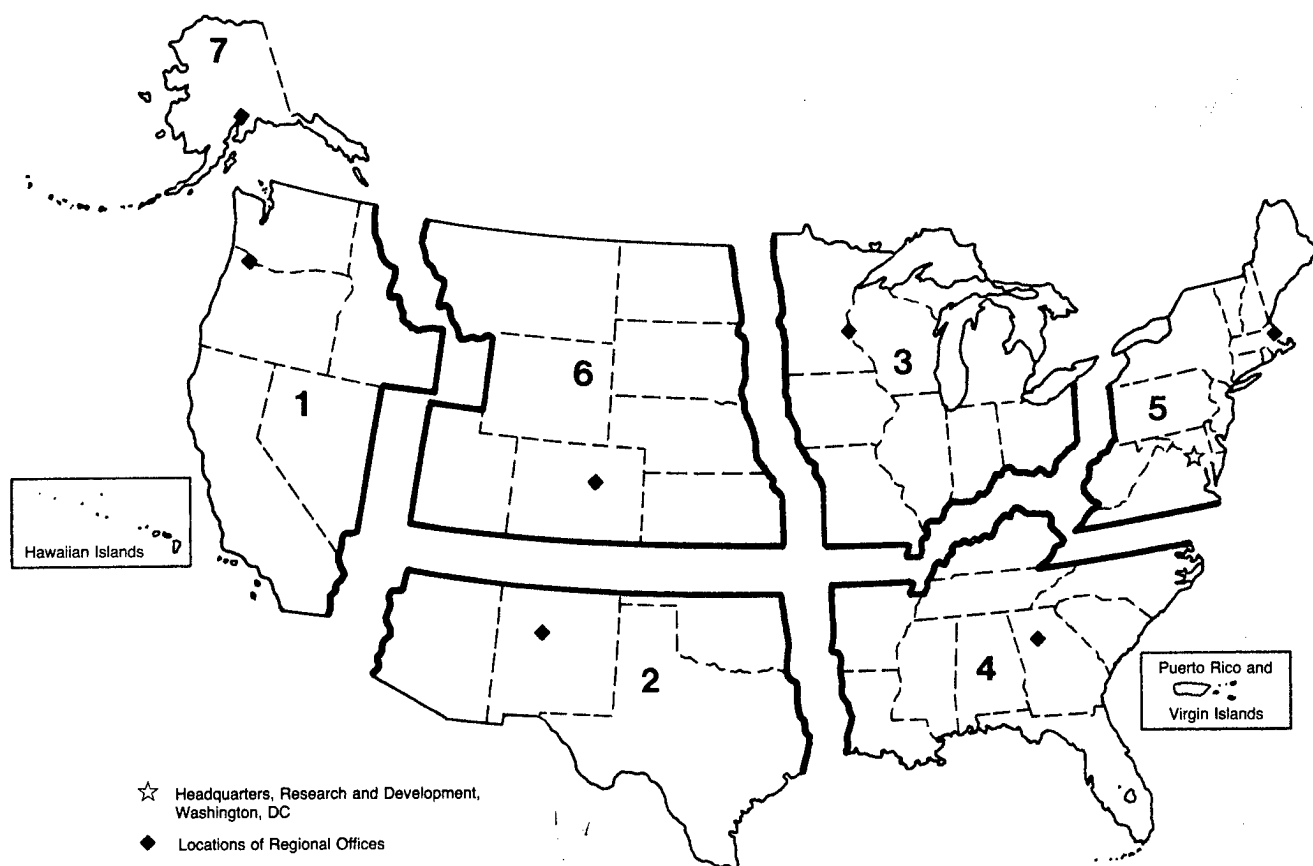 7
1
6
3
5
Hawaiian Islands
2
4
Puerto Rico and
Virgin Islands
Headquarters, Research and Development,
Washington, DC
Locations of Regional Offices